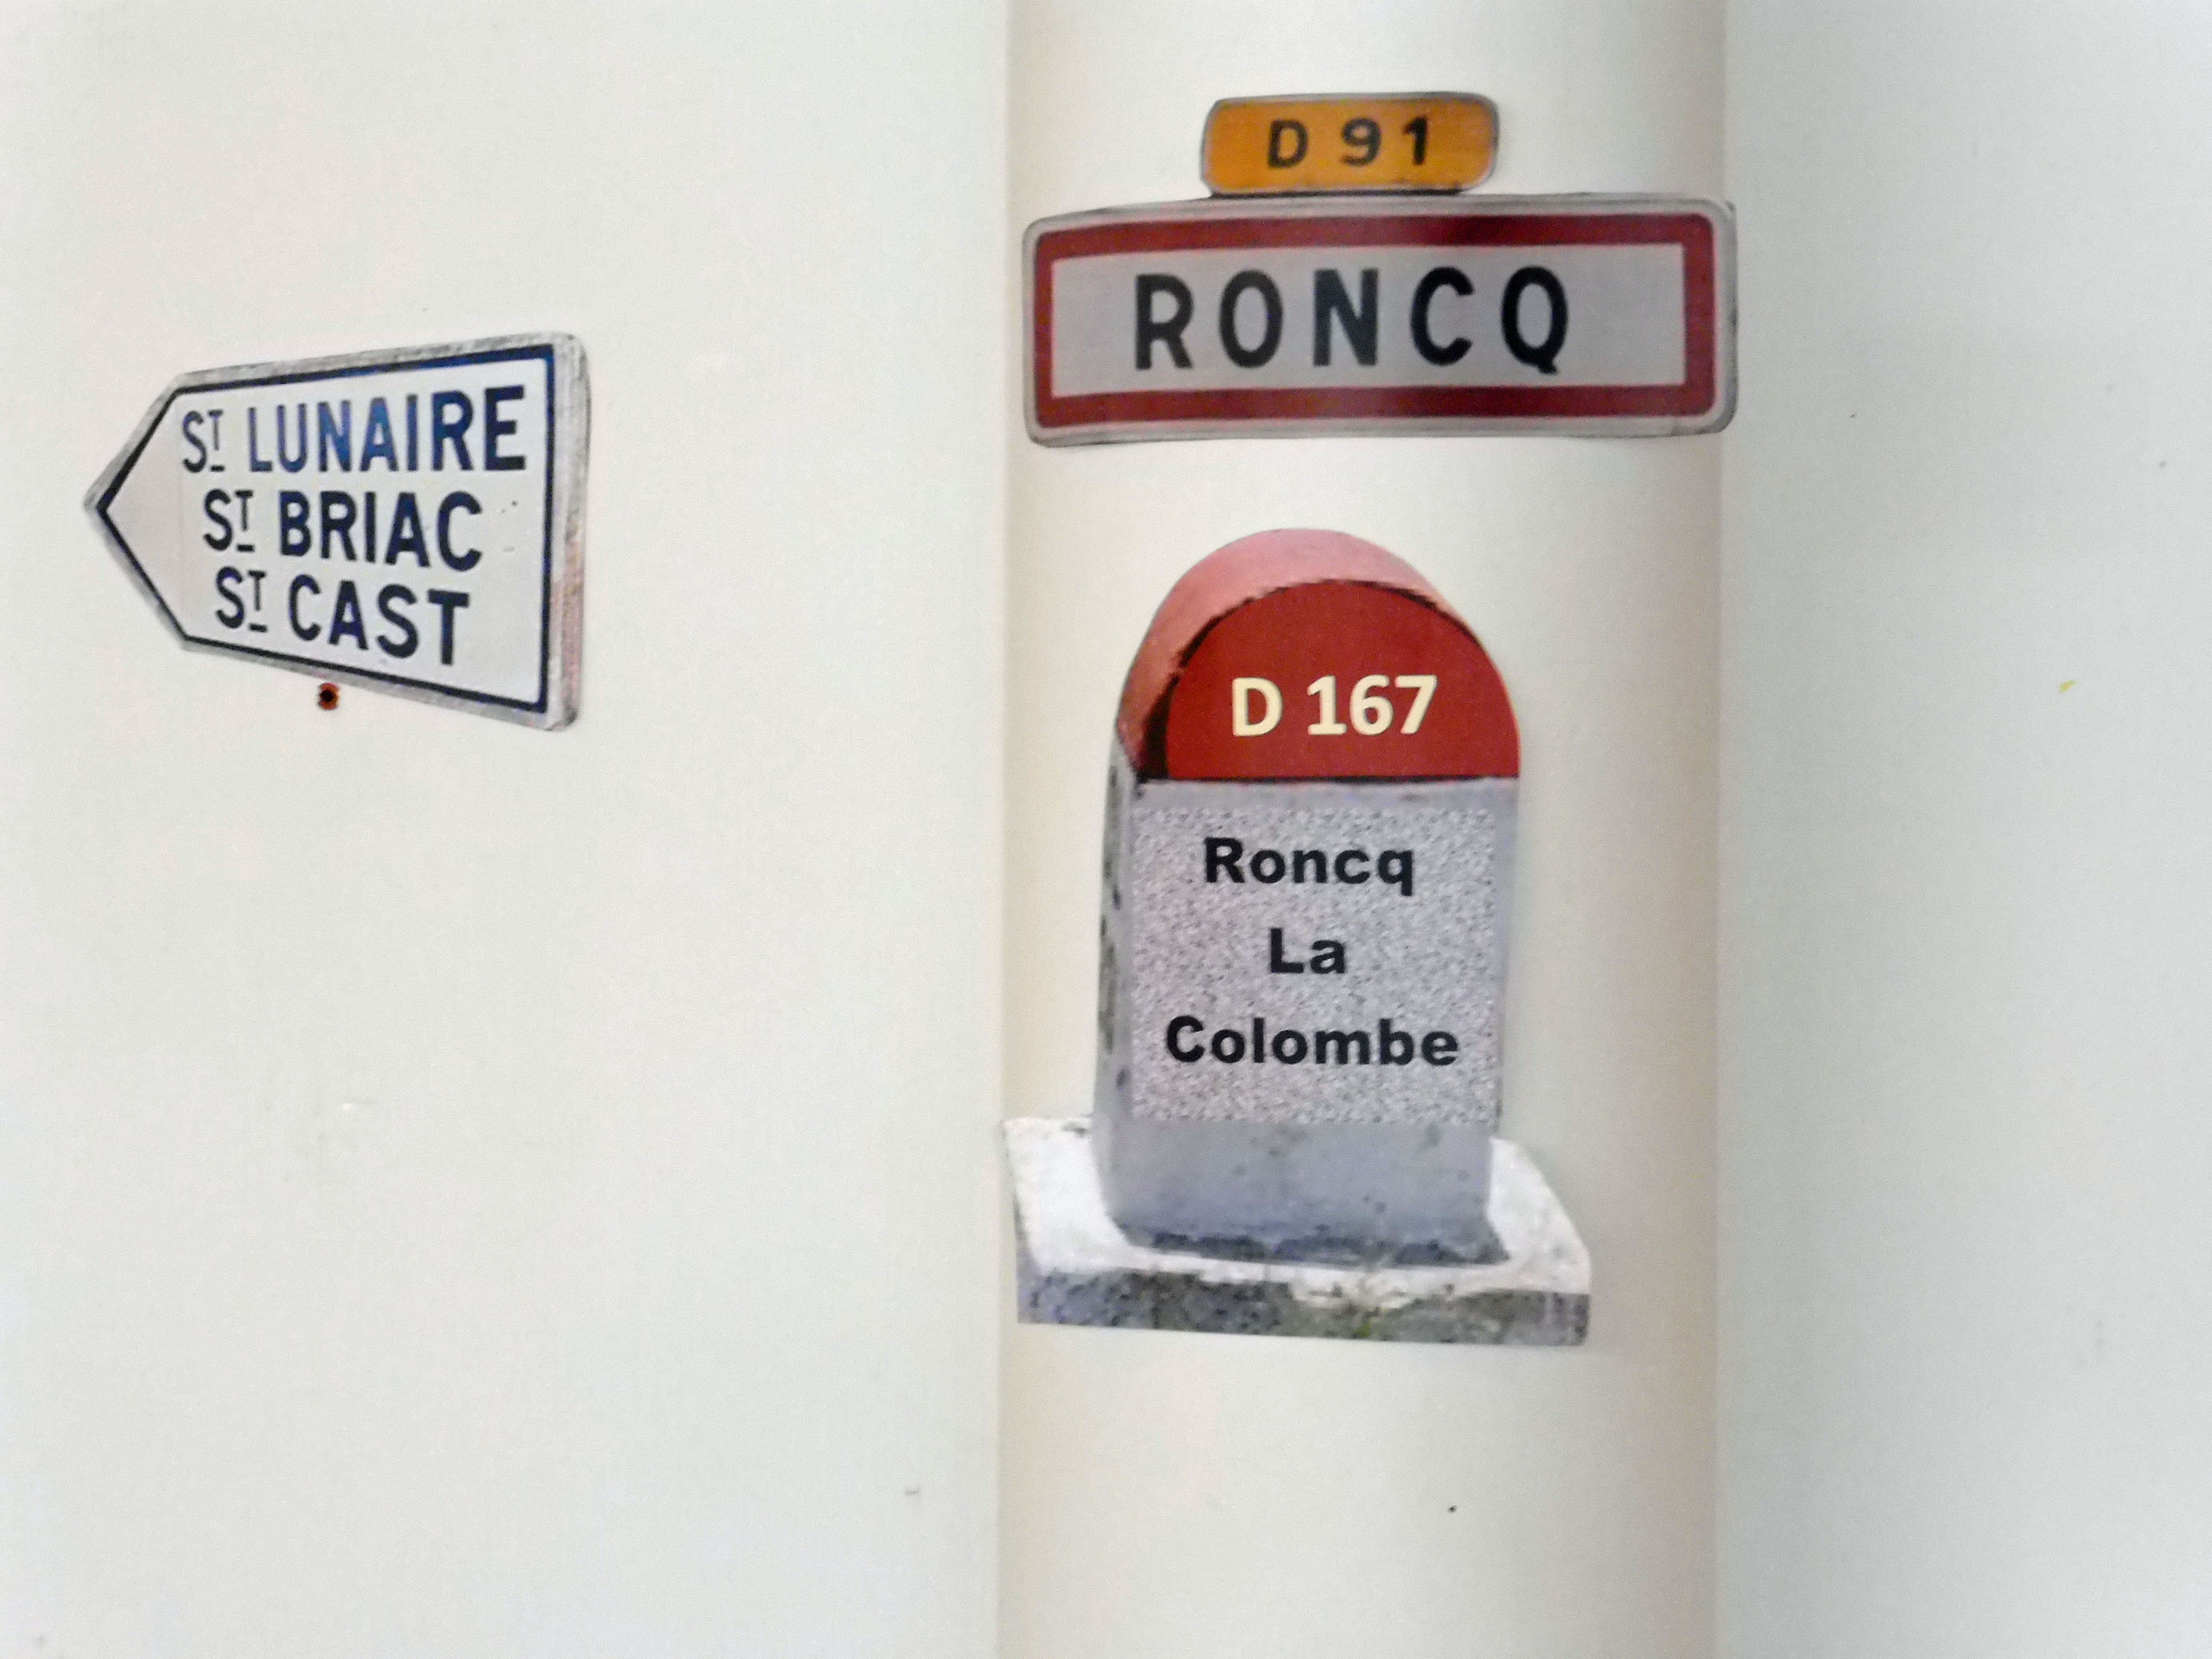 ST LUNAIRE
ST BRIAC
ST CAST
D 91
RONCQ
D 167
Roncq
La
Colombe